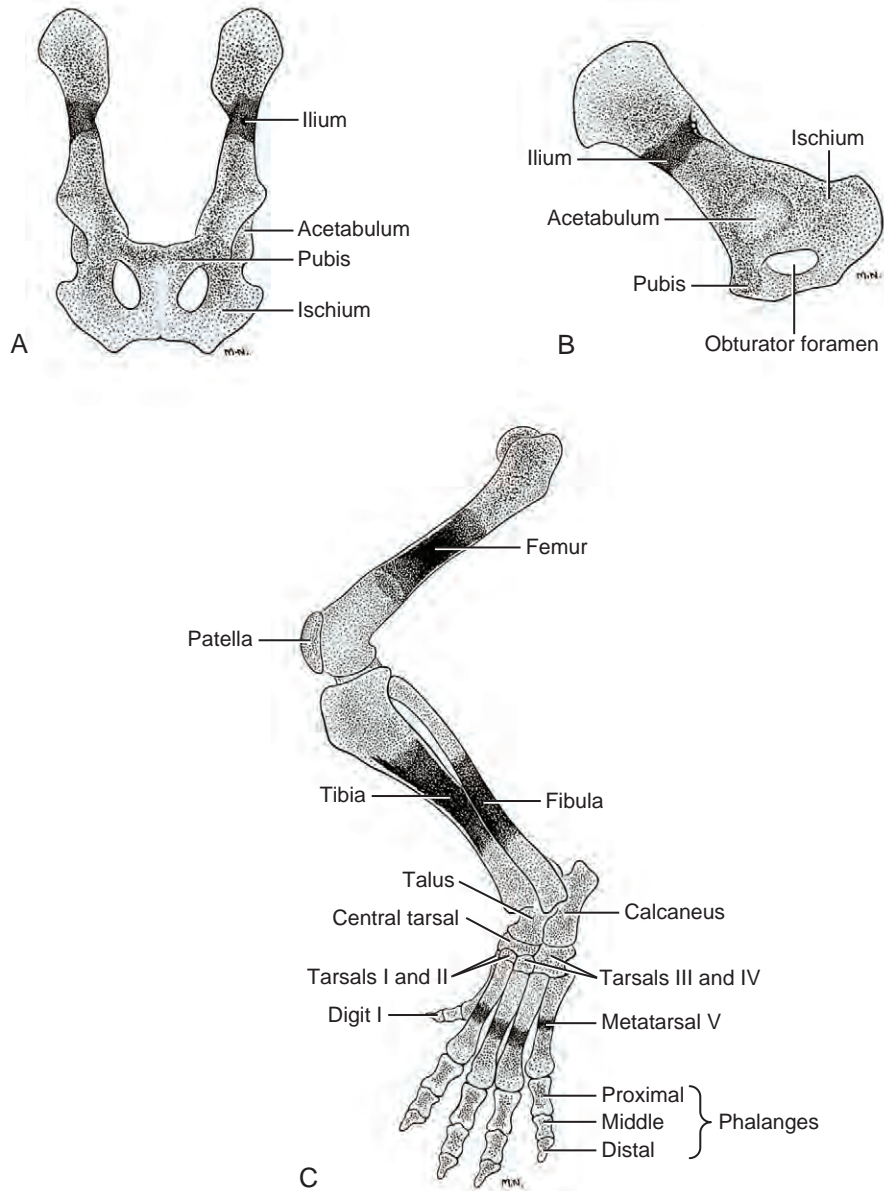 Ilium
Acetabulum
Pubis
Ischium
A
M.N.
Ischium
Ilium
Acetabulum
Pubis
M.N.
B
Obturator foramen
Femur
Patella
Tibia
Fibula
Talus
Calcaneus
Central tarsal
Tarsals I and II
Tarsals III and IV
Digit I
Metatarsal V
Proximal
Middle
Phalanges
Distal
C
M.N.